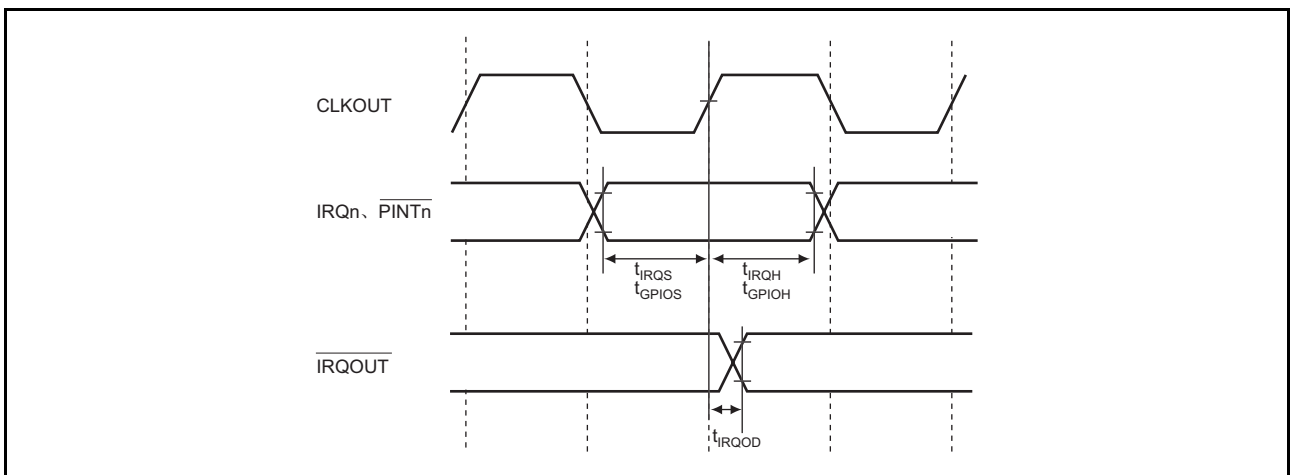 CLKOUT
IRQn、PINTn
tIRQS
tGPIOS
tIRQH
tGPIOH
IRQOUT
tIRQOD